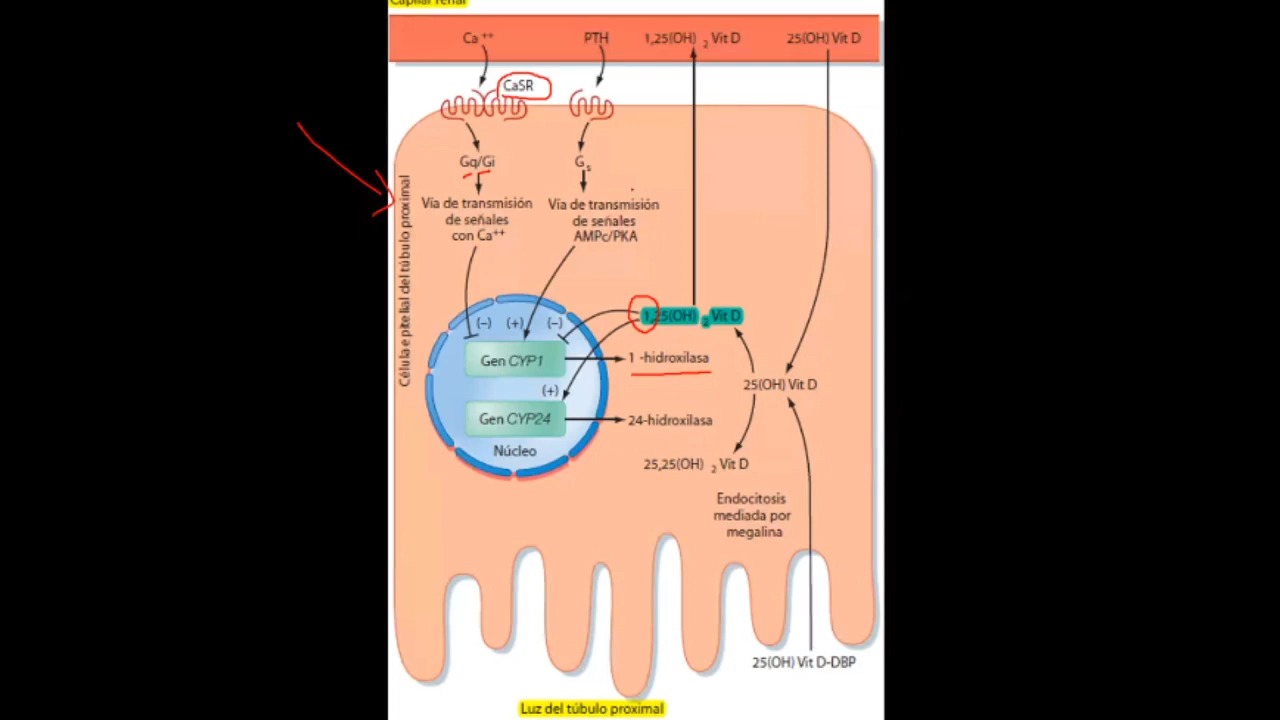 Capilar renal
Ca ++
PTH
1,25(OH) 2 Vit D
25(OH) Vit D
CaSR
Gq/Gi
Gs
Célula epitelial del túbulo proximal
Vía de transmisión
de señales
con Ca++
Vía de transmisión
de señales
AMPc/PKA
(–)
(+)
(–)
1,25(OH) 2 Vit D
Gen CYP1
1 -hidroxilasa
25(OH) Vit D
(+)
Gen CYP24
24-hidroxilasa
Núcleo
25,25(OH) 2 Vit D
Endocitosis
mediada por
megalina
25(OH) Vit D-DBP
Luz del túbulo proximal